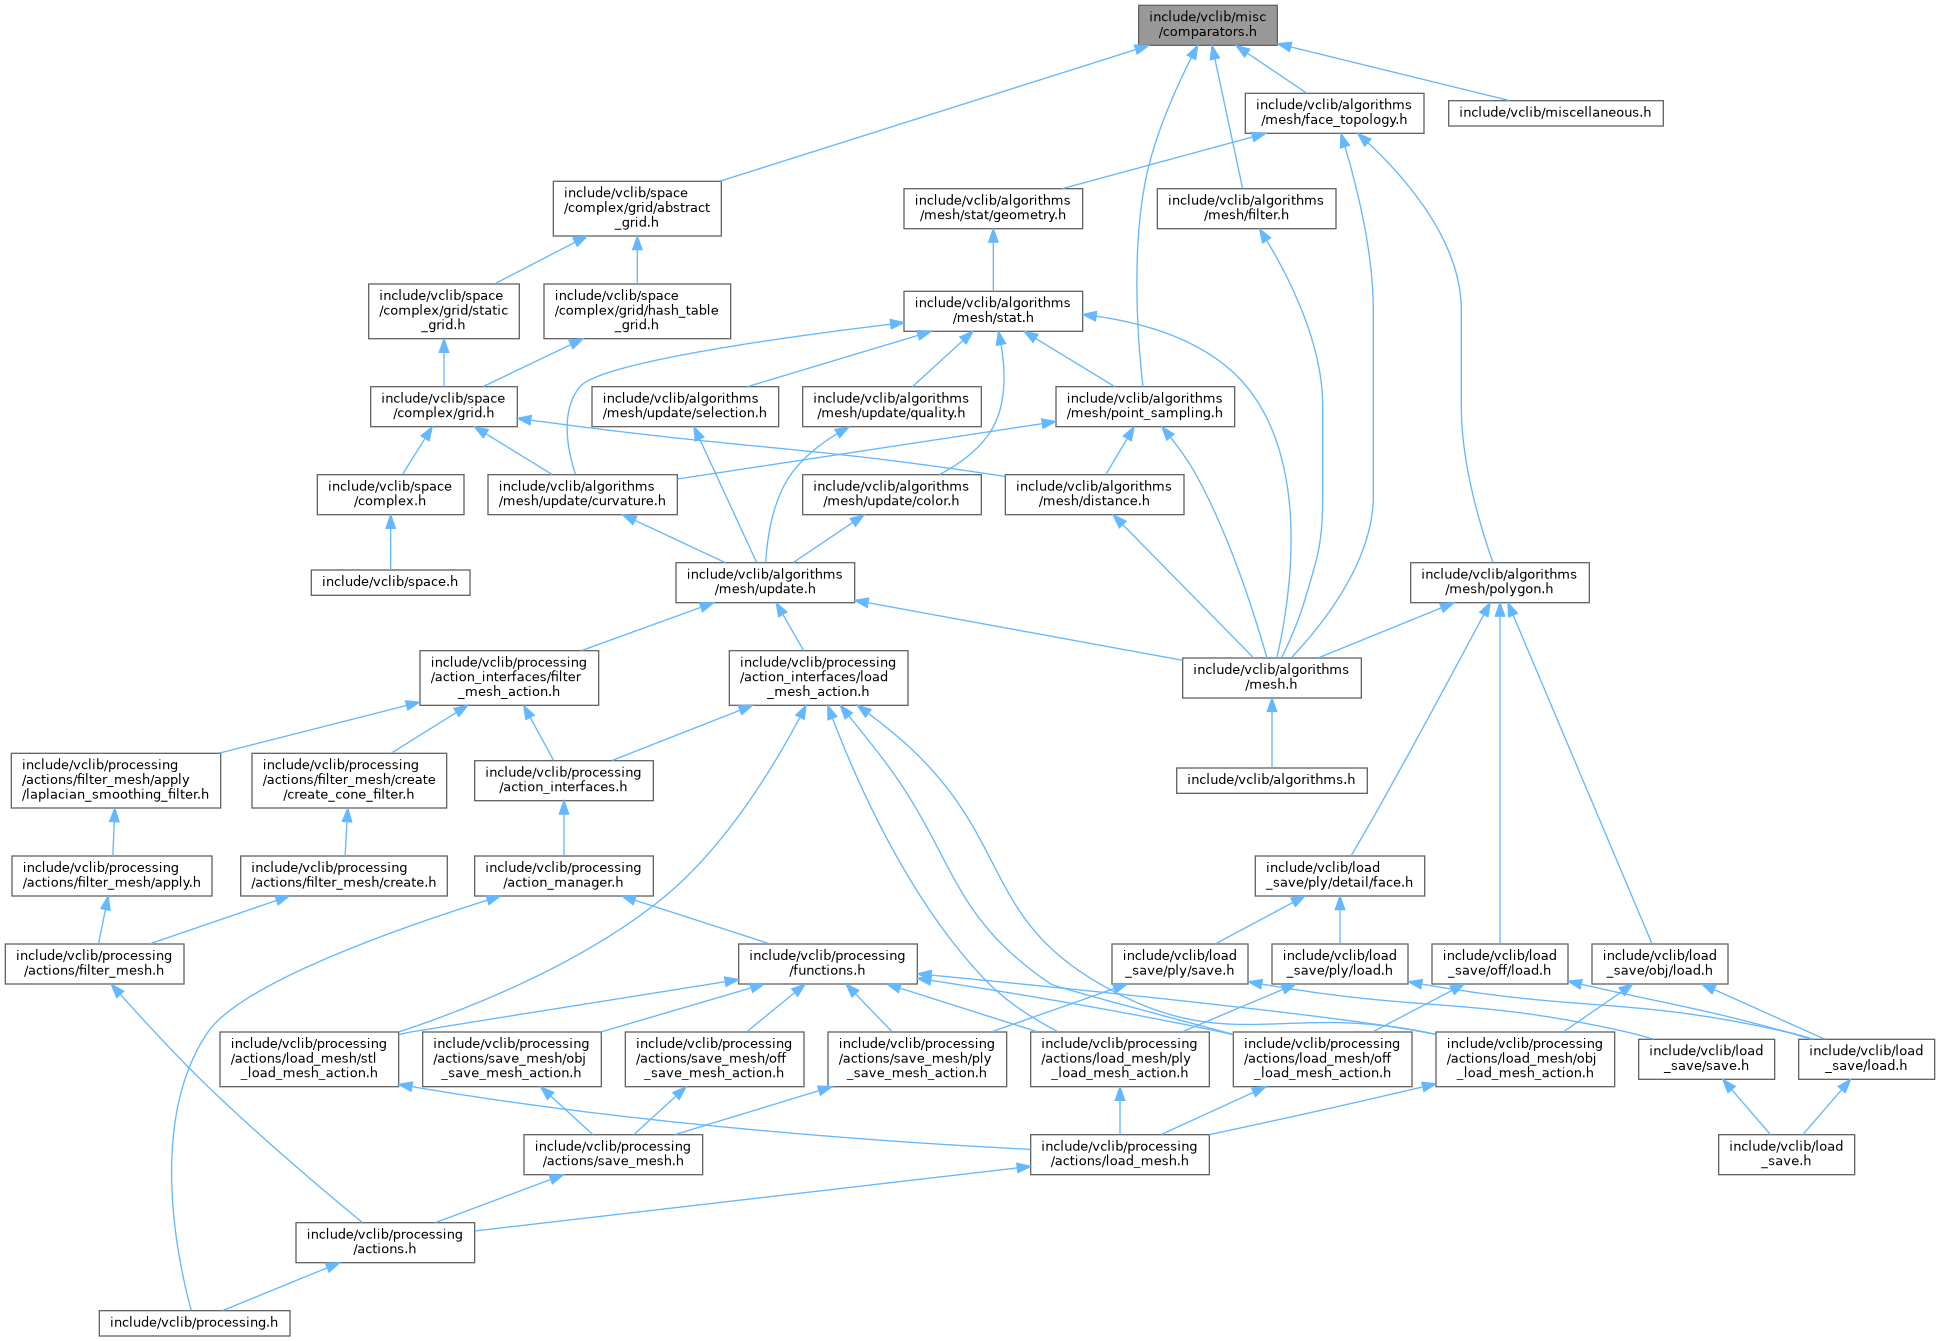 include/vclib/misc
/comparators.h
include/vclib/algorithms
/mesh/face_topology.h
include/vclib/miscellaneous.h
include/vclib/space
/complex/grid/abstract
_grid.h
include/vclib/algorithms
/mesh/stat/geometry.h
include/vclib/algorithms
/mesh/filter.h
include/vclib/space
/complex/grid/static
_grid.h
include/vclib/space
/complex/grid/hash_table
_grid.h
include/vclib/algorithms
/mesh/stat.h
include/vclib/space
/complex/grid.h
include/vclib/algorithms
/mesh/update/selection.h
include/vclib/algorithms
/mesh/update/quality.h
include/vclib/algorithms
/mesh/point_sampling.h
include/vclib/space
/complex.h
include/vclib/algorithms
/mesh/update/curvature.h
include/vclib/algorithms
/mesh/update/color.h
include/vclib/algorithms
/mesh/distance.h
include/vclib/space.h
include/vclib/algorithms
/mesh/update.h
include/vclib/algorithms
/mesh/polygon.h
include/vclib/processing
/action_interfaces/filter
_mesh_action.h
include/vclib/processing
/action_interfaces/load
_mesh_action.h
include/vclib/algorithms
/mesh.h
include/vclib/processing
/actions/filter_mesh/apply
/laplacian_smoothing_filter.h
include/vclib/processing
/actions/filter_mesh/create
/create_cone_filter.h
include/vclib/processing
/action_interfaces.h
include/vclib/algorithms.h
include/vclib/processing
/actions/filter_mesh/apply.h
include/vclib/processing
/actions/filter_mesh/create.h
include/vclib/processing
/action_manager.h
include/vclib/load
_save/ply/detail/face.h
include/vclib/processing
/actions/filter_mesh.h
include/vclib/processing
/functions.h
include/vclib/load
_save/ply/save.h
include/vclib/load
_save/ply/load.h
include/vclib/load
_save/off/load.h
include/vclib/load
_save/obj/load.h
include/vclib/processing
/actions/load_mesh/stl
_load_mesh_action.h
include/vclib/processing
/actions/save_mesh/obj
_save_mesh_action.h
include/vclib/processing
/actions/save_mesh/off
_save_mesh_action.h
include/vclib/processing
/actions/save_mesh/ply
_save_mesh_action.h
include/vclib/processing
/actions/load_mesh/ply
_load_mesh_action.h
include/vclib/processing
/actions/load_mesh/off
_load_mesh_action.h
include/vclib/processing
/actions/load_mesh/obj
_load_mesh_action.h
include/vclib/load
_save/save.h
include/vclib/load
_save/load.h
include/vclib/processing
/actions/save_mesh.h
include/vclib/processing
/actions/load_mesh.h
include/vclib/load
_save.h
include/vclib/processing
/actions.h
include/vclib/processing.h